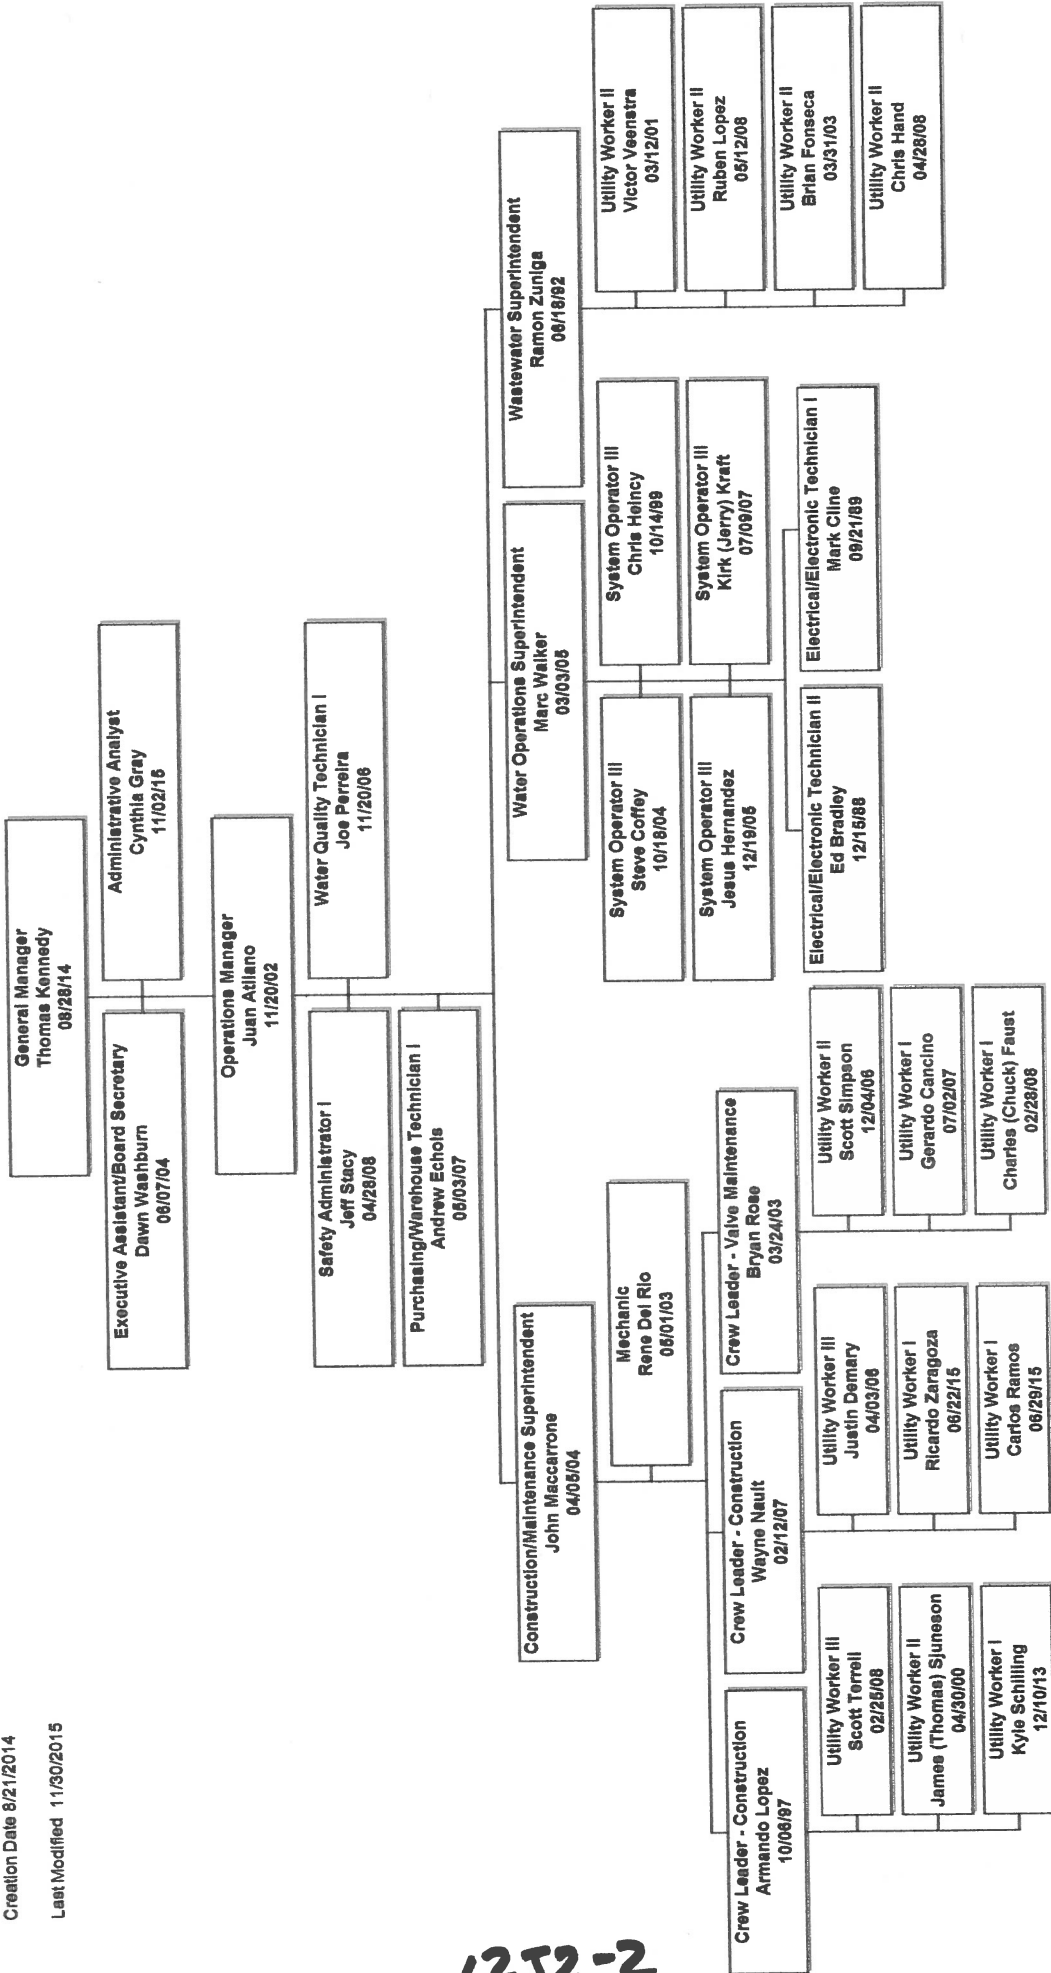 Creation Date 8/21/2014
Last Modified 11/30/2015
General Manager
Thomas Kennedy
08/28/14
Executive Assistant/Board Secretary
Dawn Washburn
06/07/04
Administrative Analyst
Cynthia Gray
11/02/15
Operations Manager
Juan Atilano
11/20/02
Safety Administrator I
Jeff Stacy
04/28/08
Water Quality Technician I
Joe Perreira
11/20/06
Purchasing/Warehouse Technician I
Andrew Echols
05/03/07
Construction/Maintenance Superintendent
John Maccarrone
04/05/04
Water Operations Superintendent
Marc Walker
03/03/05
Wastewater Superintendent
Ramon Zuniga
06/18/92
Mechanic
Rene Del Rio
05/01/03
Crew Leader - Construction
Armando Lopez
10/06/97
Crew Leader - Construction
Wayne Nault
02/12/07
Crew Leader - Valve Maintenance
Bryan Rose
03/24/03
Utility Worker III
Scott Terrell
02/25/08
Utility Worker II
James (Thomas) Sjuneson
04/30/00
Utility Worker I
Kyle Schilling
12/10/13
Utility Worker III
Justin Demary
04/03/06
Utility Worker I
Ricardo Zaragoza
06/22/15
Utility Worker I
Carlos Ramos
06/29/15
Utility Worker II
Scott Simpson
12/04/06
Utility Worker I
Gerardo Cancino
07/02/07
Utility Worker I
Charles (Chuck) Faust
02/28/08
System Operator III
Steve Coffey
10/18/04
System Operator III
Chris Heincy
10/14/99
System Operator III
Jesus Hernandez
12/19/05
System Operator III
Kirk (Jerry) Kraft
07/09/07
Electrical/Electronic Technician II
Ed Bradley
12/15/88
Electrical/Electronic Technician I
Mark Cline
09/21/89
Utility Worker II
Victor Veenstra
03/12/01
Utility Worker II
Ruben Lopez
05/12/08
Utility Worker II
Brian Fonseca
03/31/03
Utility Worker II
Chris Hand
04/28/08